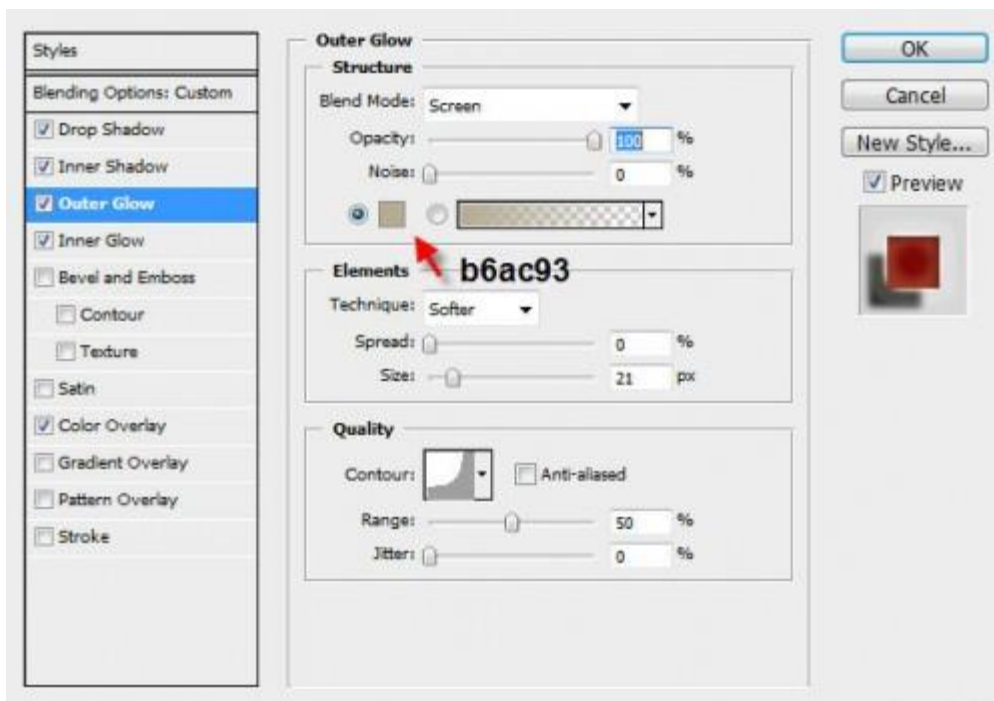 Styles
Blending Options: Custom
Drop Shadow
Inner Shadow
Outer Glow
Inner Glow
Bevel and Emboss
Contour
Texture
Satin
Color Overlay
Gradient Overlay
Pattern Overlay
Stroke
Outer Glow
Structure
Blend Mode: Screen
Opacity: 100 %
Noise: 0 %
b6ac93
Elements
Technique: Softer
Spread: 0 %
Size: 21 px
Quality
Contour: Anti-aliased
Range: 50 %
Jitter: 0 %
OK
Cancel
New Style...
Preview